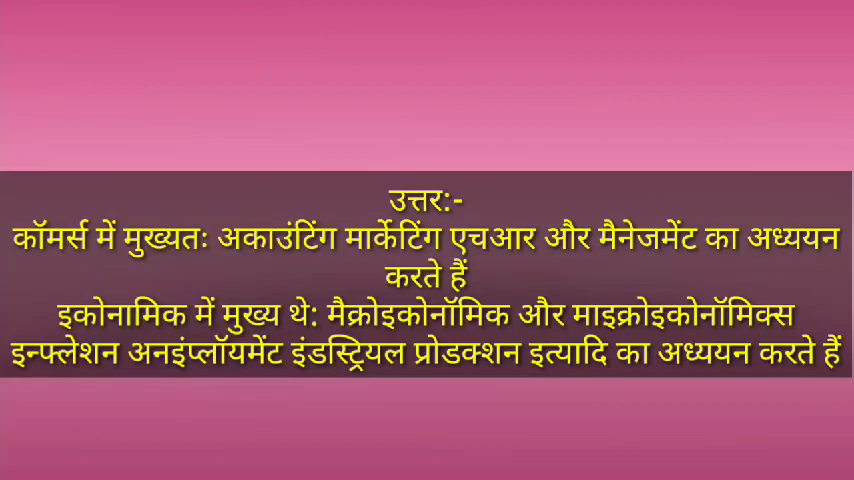 उत्तर:-
कॉमर्स में मुख्यतः अकाउंटिंग मार्केटिंग एचआर और मैनेजमेंट का अध्ययन
करते हैं
इकोनामिक में मुख्य थे: मैक्रोइकोनॉमिक और माइक्रोइकोनॉमिक्स
इन्फ्लेशन अनइंप्लॉयमेंट इंडस्ट्रियल प्रोडक्शन इत्यादि का अध्ययन करते हैं